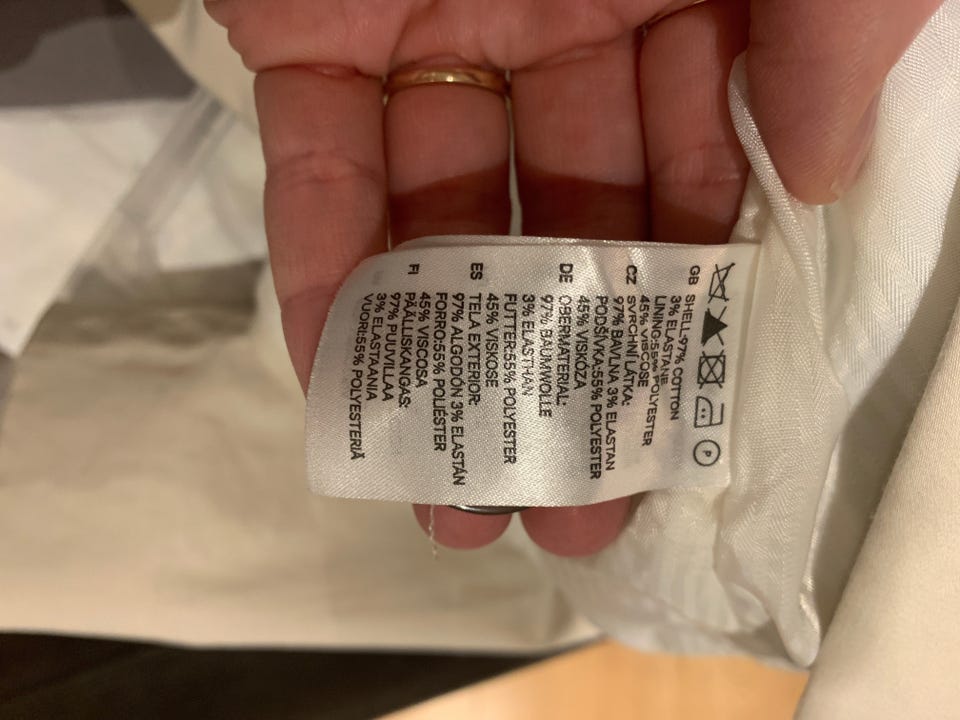 GB SHELL:97% COTTON
3% ELASTANE
LINING:55% POLYESTER
45% VISCOSE
CZ SVRCHNÍ LÁTKA:
97% BAVLNA 3% ELASTAN
PODŠÍVKA:55% POLYESTER
45% VISKÓZA
DE OBERMATERIAL:
97% BAUMWOLLE
3% ELASTHAN
FUTTER:55% POLYESTER
45% VISKOSE
ES TELA EXTERIOR:
97% ALGODÓN 3% ELASTÁN
FORRO:55% POLIÉSTER
45% VISCOSA
FI PÄÄLLISKANGAS:
97% PUUVILLAA
3% ELASTAANIA
VUORI:55% POLYESTERIÄ
P